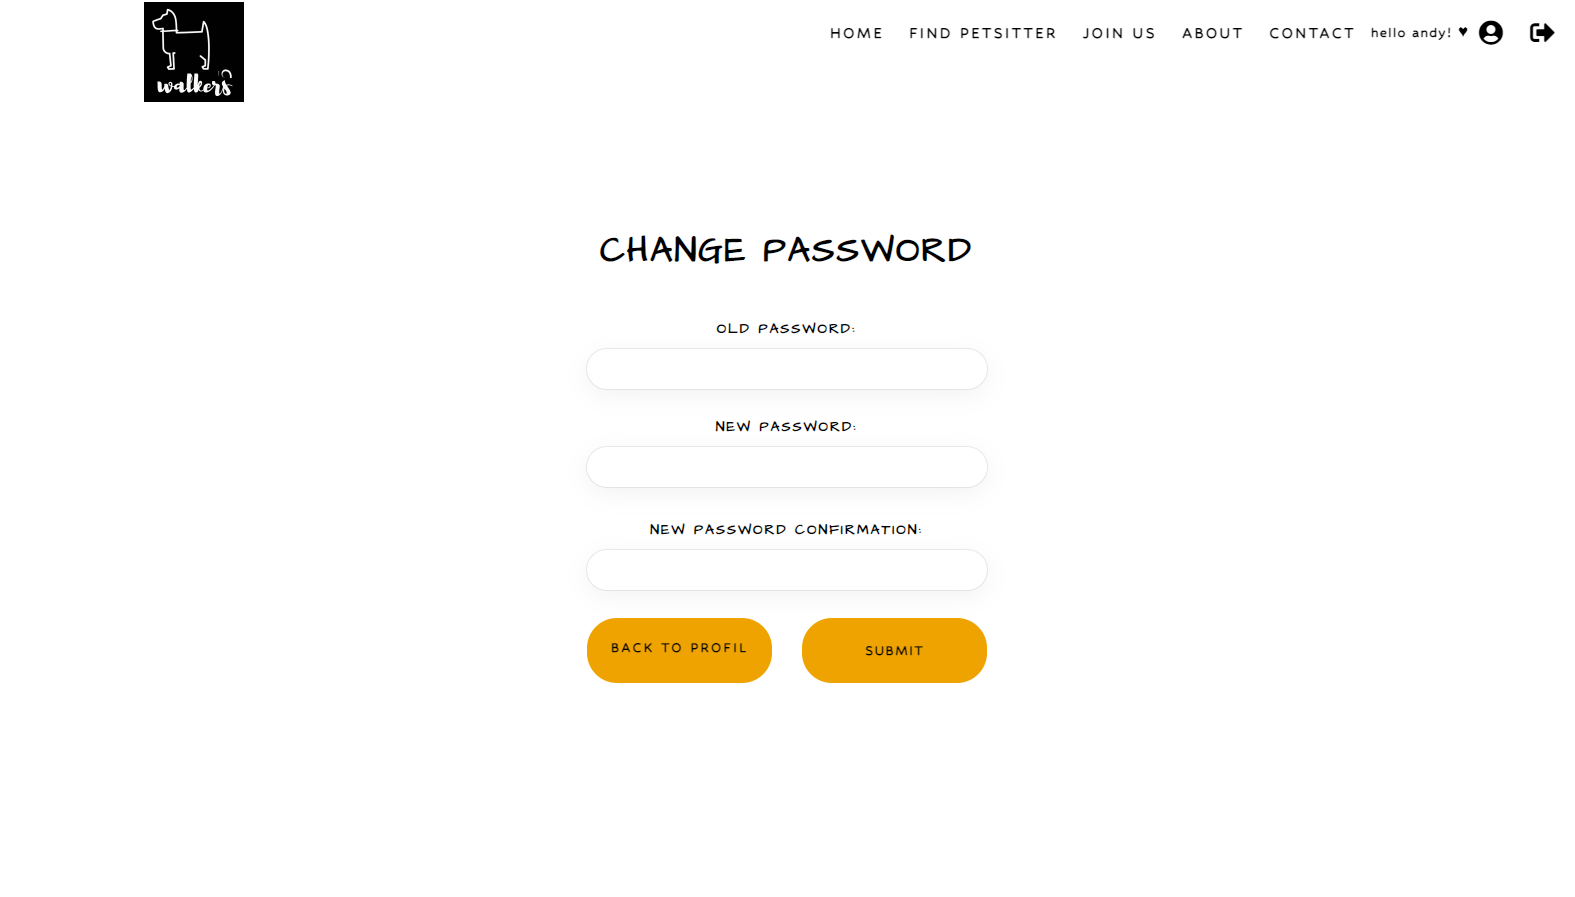 walkers
HOME FIND PETSITTER JOIN US ABOUT CONTACT hello andy! ♥
CHANGE PASSWORD
OLD PASSWORD:
NEW PASSWORD:
NEW PASSWORD CONFIRMATION:
BACK TO PROFIL
SUBMIT